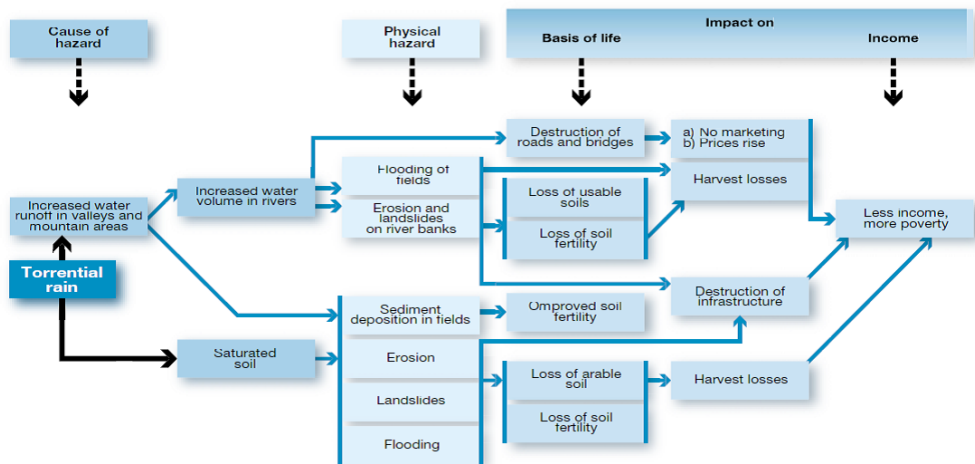 Cause of
hazard
Physical
hazard
Impact on
Basis of life
Income
Destruction of
roads and bridges
a) No marketing
b) Prices rise
Flooding of
fields
Harvest losses
Increased water
volume in rivers
Loss of usable
soils
Increased water
runoff in valleys and
mountain areas
Erosion and
landslides
on river banks
Loss of soil fertility
Less income,
more poverty
Torrential
rain
Destruction of
infrastructure
Sediment
deposition in fields
Omproved soil
fertility
Saturated
soil
Erosion
Loss of arable
soil
Harvest losses
Landslides
Loss of soil
fertility
Flooding